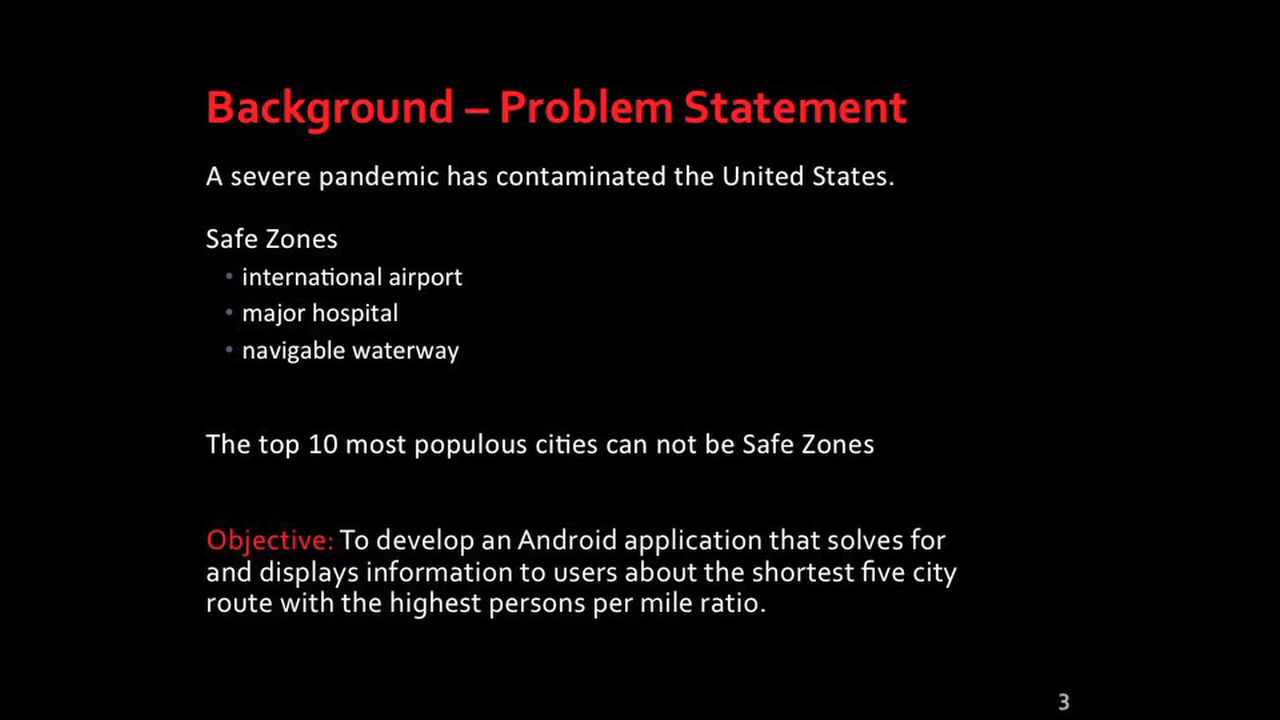 Background – Problem Statement
A severe pandemic has contaminated the United States.
Safe Zones
• international airport
• major hospital
• navigable waterway
The top 10 most populous cities can not be Safe Zones
Objective: To develop an Android application that solves for
and displays information to users about the shortest five city
route with the highest persons per mile ratio.
3